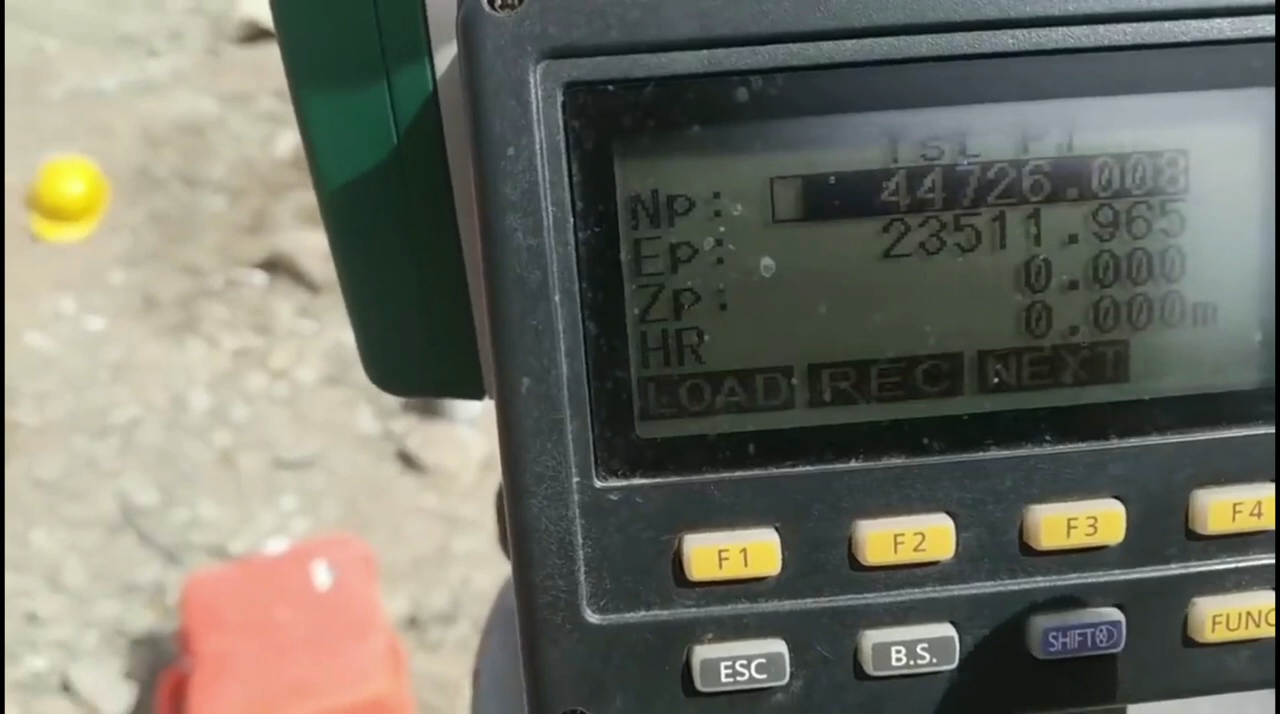 Np: 44726.008
Ep: 23511.965
Zp: 0.000
HR 0.000m
LOAD REC NEXT
F1 F2 F3 F4
ESC B.S. SHIFT FUNC